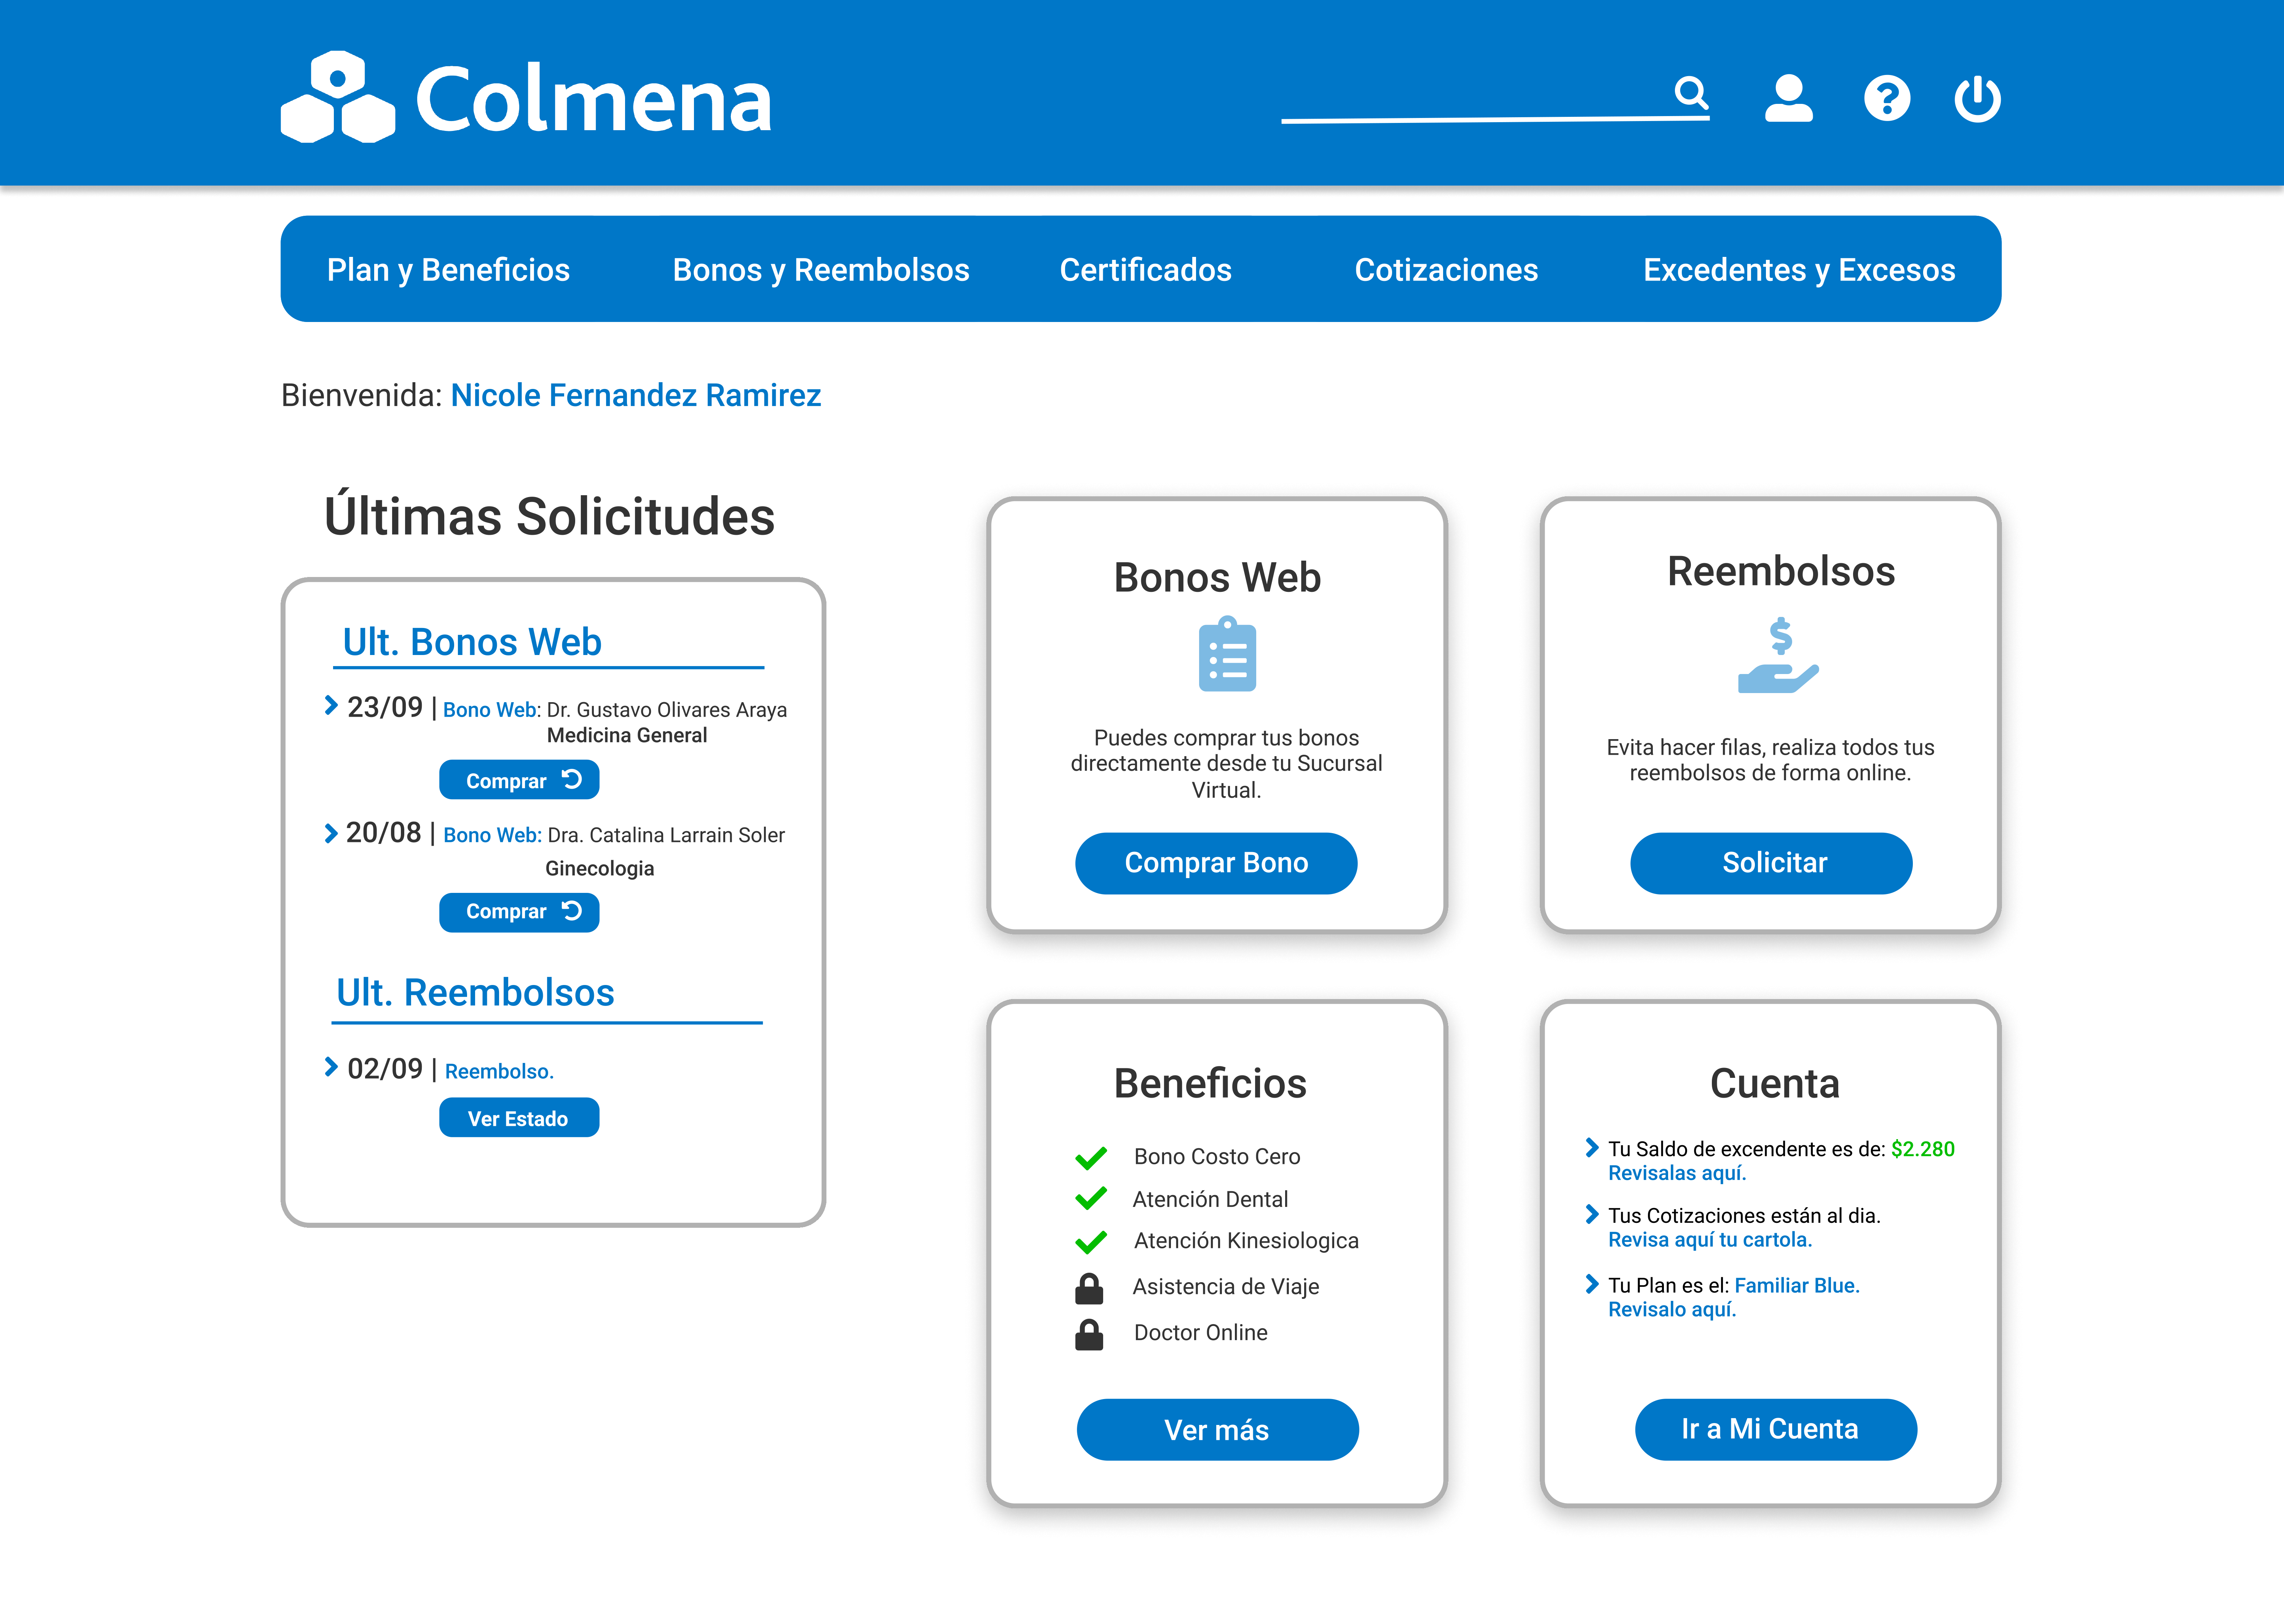 Colmena
Plan y Beneficios
Bonos y Reembolsos
Certificados
Cotizaciones
Excedentes y Excesos
Bienvenida: Nicole Fernandez Ramirez
Últimas Solicitudes
Ult. Bonos Web
23/09 | Bono Web: Dr. Gustavo Olivares Araya
Medicina General
Comprar
20/08 | Bono Web: Dra. Catalina Larrain Soler
Ginecologia
Comprar
Ult. Reembolsos
02/09 | Reembolso.
Ver Estado
Bonos Web
Puedes comprar tus bonos
directamente desde tu Sucursal
Virtual.
Comprar Bono
Reembolsos
Evita hacer filas, realiza todos tus
reembolsos de forma online.
Solicitar
Beneficios
Bono Costo Cero
Atención Dental
Atención Kinesiologica
Asistencia de Viaje
Doctor Online
Ver más
Cuenta
Tu Saldo de excendente es de: $2.280
Revisalas aquí.
Tus Cotizaciones están al dia.
Revisa aquí tu cartola.
Tu Plan es el: Familiar Blue.
Revisalo aquí.
Ir a Mi Cuenta